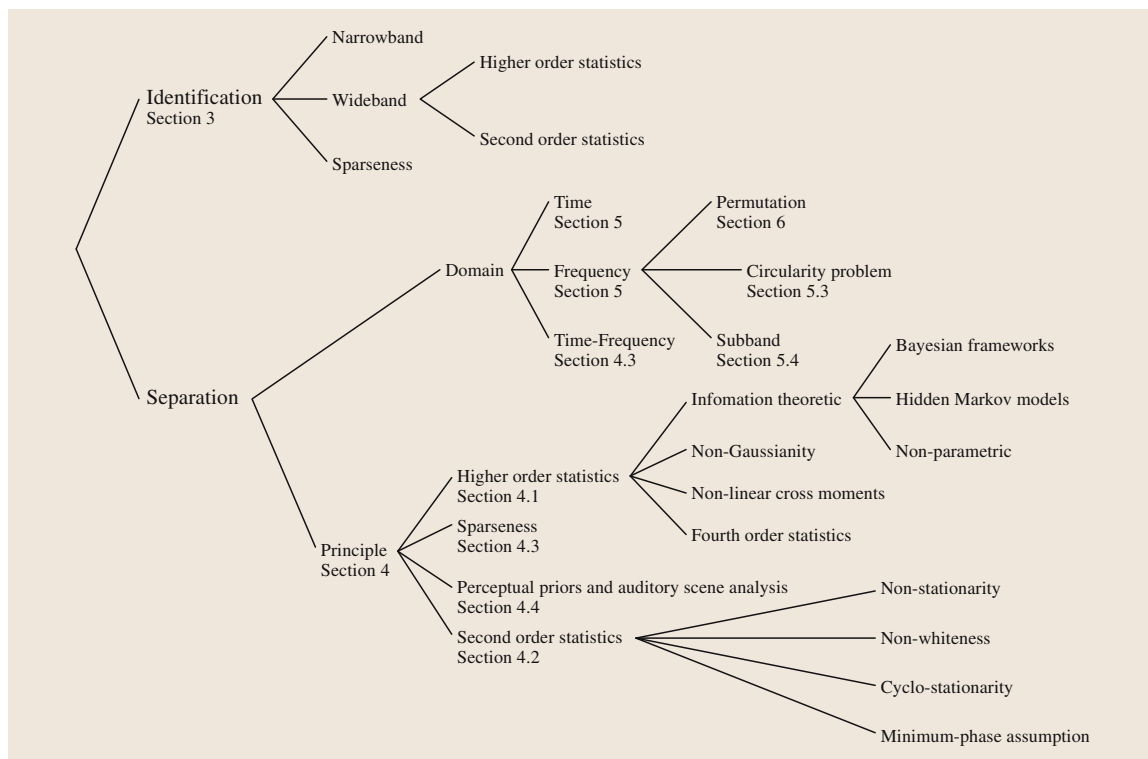 Narrowband
Higher order statistics
Identification
Section 3
Wideband
Second order statistics
Sparseness
Time
Section 5
Permutation
Section 6
Domain
Frequency
Section 5
Circularity problem
Section 5.3
Time-Frequency
Section 4.3
Subband
Section 5.4
Bayesian frameworks
Separation
Infomation theoretic
Hidden Markov models
Non-Gaussianity
Non-parametric
Higher order statistics
Section 4.1
Non-linear cross moments
Sparseness
Section 4.3
Fourth order statistics
Principle
Section 4
Perceptual priors and auditory scene analysis
Section 4.4
Non-stationarity
Second order statistics
Section 4.2
Non-whiteness
Cyclo-stationarity
Minimum-phase assumption